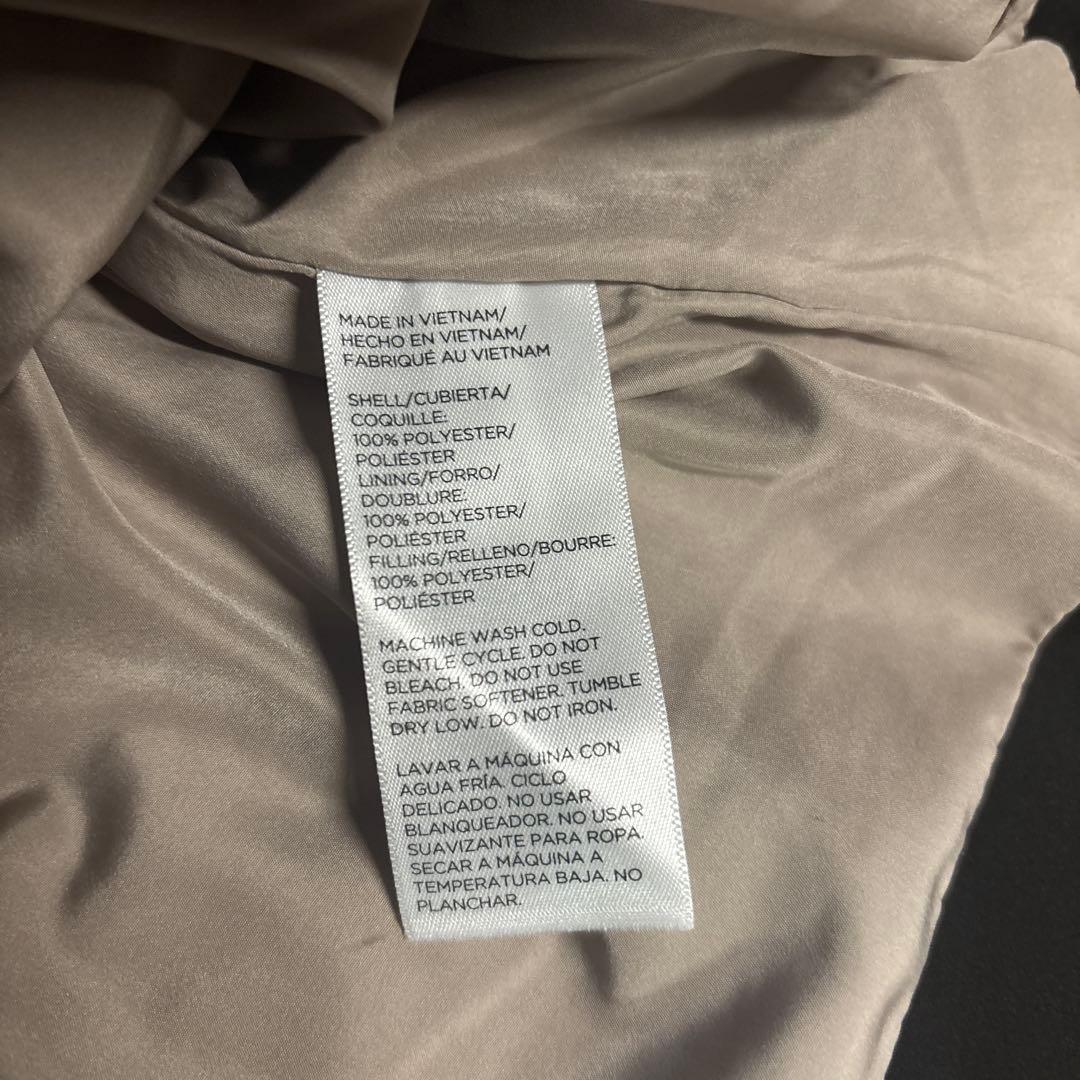 MADE IN VIETNAM/
HECHO EN VIETNAM/
FABRIQUÉ AU VIETNAM
SHELL/CUBIERTA/
COQUILLE:
100% POLYESTER/
POLIÉSTER
LINING/FORRO/
DOUBLURE:
100% POLYESTER/
POLIÉSTER
FILLING/RELLENO/BOURRE:
100% POLYESTER/
POLIÉSTER
MACHINE WASH COLD.
GENTLE CYCLE. DO NOT
BLEACH. DO NOT USE
FABRIC SOFTENER. TUMBLE
DRY LOW. DO NOT IRON.
LAVAR A MÁQUINA CON
AGUA FRÍA. CICLO
DELICADO. NO USAR
BLANQUEADOR. NO USAR
SUAVIZANTE PARA ROPA.
SECAR A MÁQUINA A
TEMPERATURA BAJA. NO
PLANCHAR.